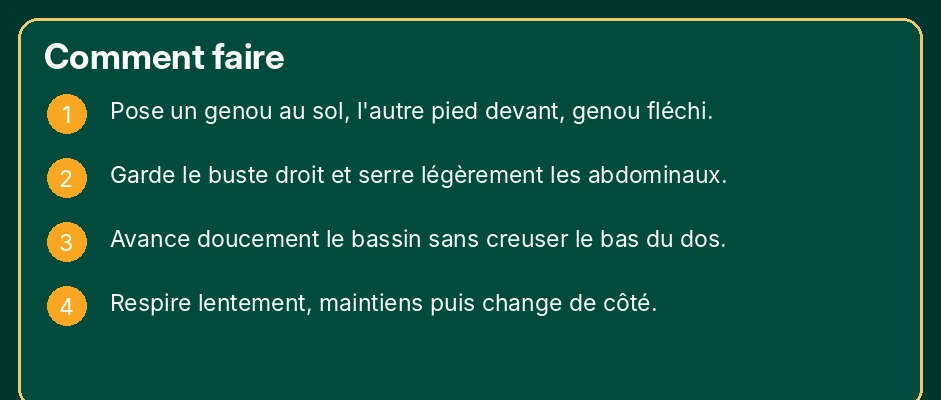 Comment faire
1 Pose un genou au sol, l'autre pied devant, genou fléchi.
2 Garde le buste droit et serre légèrement les abdominaux.
3 Avance doucement le bassin sans creuser le bas du dos.
4 Respire lentement, maintiens puis change de côté.